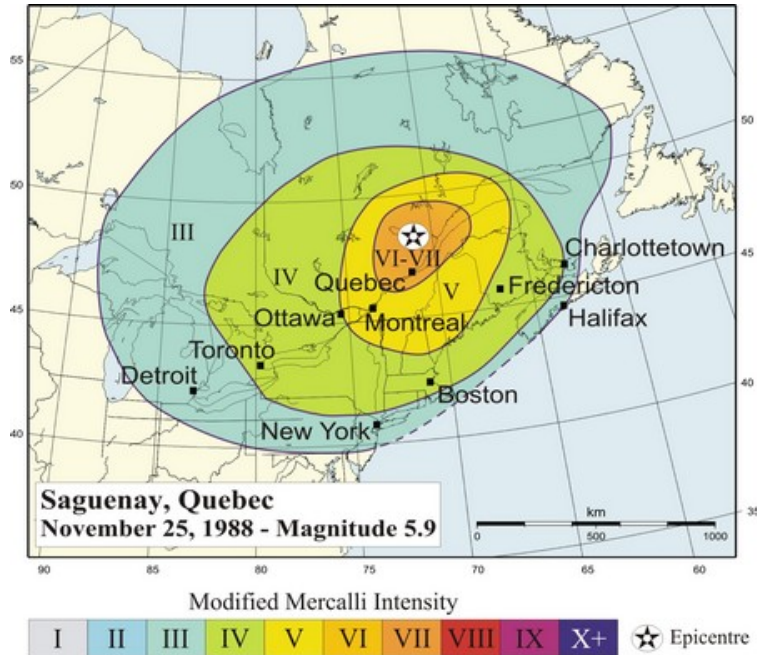 55
50
50
III
Charlottetown
VI-VII
45
IV
Quebec
V
Fredericton
45
Ottawa
Montreal
Halifax
Toronto
Detroit
40
Boston
40
New York
Saguenay, Quebec
November 25, 1988 - Magnitude 5.9
km
35
0 500 1000
90 85 80 75 70 65 60
Modified Mercalli Intensity
I II III IV V VI VII VIII IX X+ Epicentre